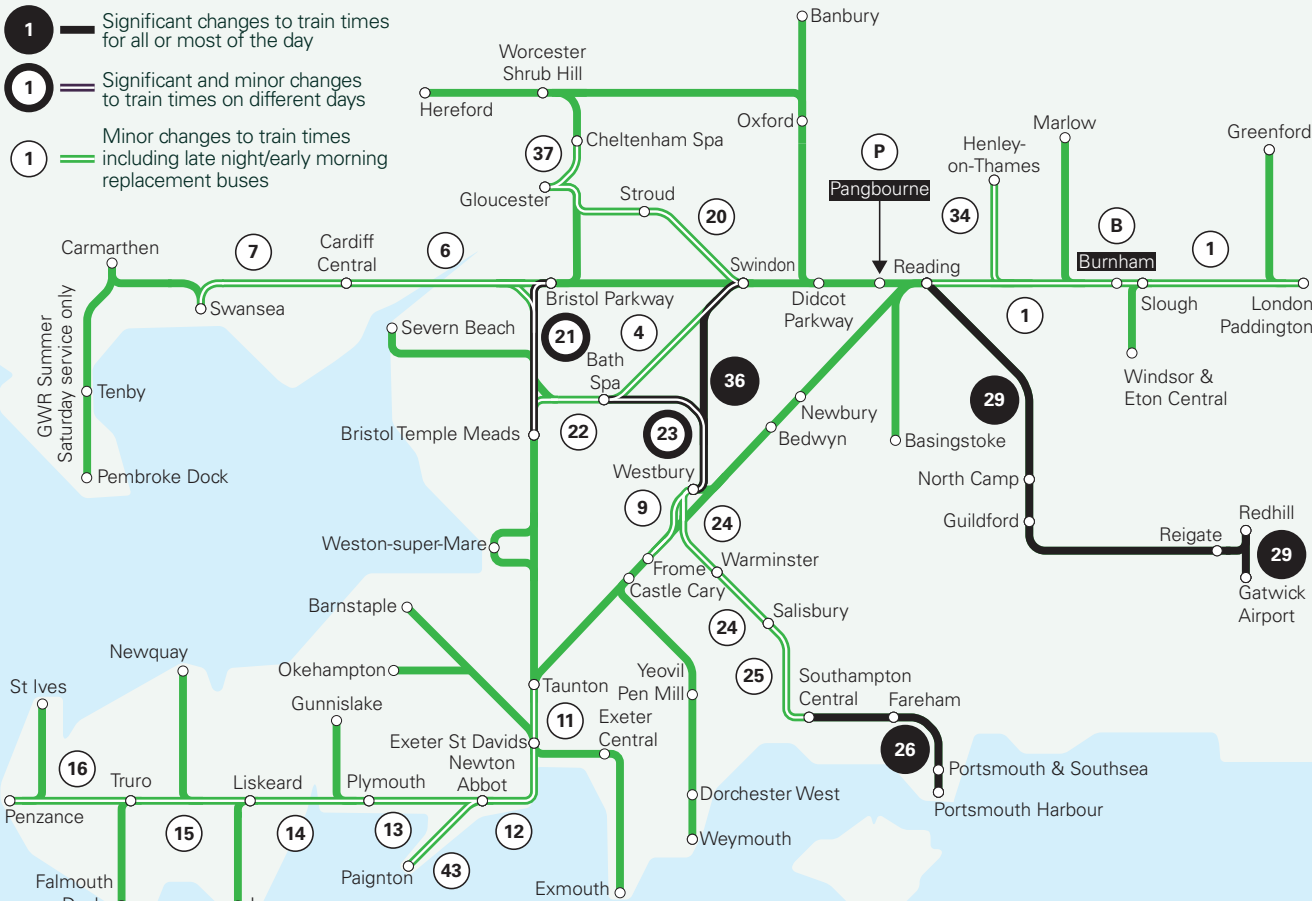 1
Significant changes to train times
for all or most of the day
1
Significant and minor changes
to train times on different days
1
Minor changes to train times
including late night/early morning
replacement buses
Banbury
Worcester
Shrub Hill
Hereford
Oxford
Cheltenham Spa
37
Gloucester
Stroud
20
P
Pangbourne
Henley-
on-Thames
34
Marlow
Greenford
B
Burnham
1
Carmarthen
7
Cardiff
Central
6
Swansea
Bristol Parkway
Swindon
Didcot
Parkway
Reading
1
Slough
London
Paddington
Windsor &
Eton Central
GWR Summer
Saturday service only
Tenby
Pembroke Dock
Severn Beach
21
4
Bath
Spa
36
22
23
Bristol Temple Meads
Westbury
Newbury
Bedwyn
Basingstoke
29
North Camp
Guildford
Reigate
Redhill
29
Gatwick
Airport
9
24
Weston-super-Mare
Frome
Castle Cary
Warminster
24
Salisbury
25
Barnstaple
Okehampton
Newquay
St Ives
Gunnislake
Taunton
11
Exeter St Davids
Exeter
Central
Yeovil
Pen Mill
Southampton
Central
Fareham
26
Portsmouth & Southsea
Portsmouth Harbour
Newton
Abbot
16
Penzance
Truro
15
Liskeard
14
Plymouth
13
12
43
Paignton
Dorchester West
Weymouth
Exmouth
Falmouth